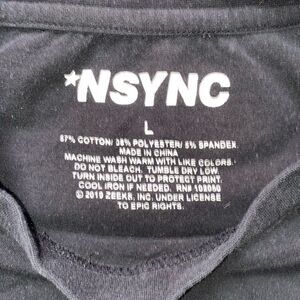 *NSYNC
L
57% COTTON/ 38% POLYESTER/ 5% SPANDEX
MADE IN CHINA
MACHINE WASH WARM WITH LIKE COLORS.
DO NOT BLEACH. TUMBLE DRY LOW.
TURN INSIDE OUT TO PROTECT PRINT.
COOL IRON IF NEEDED. RN#
© 2019 ZEEKS, INC. UNDER LICENSE
TO EPIC RIGHTS.